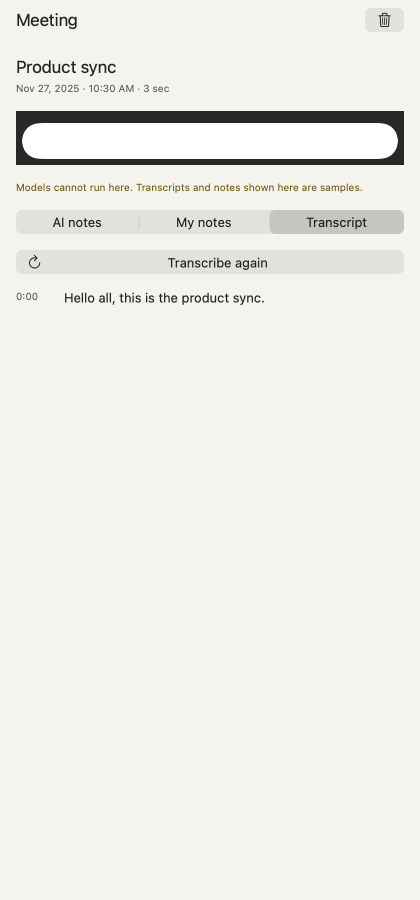 Meeting
Product sync
Nov 27, 2025 · 10:30 AM · 3 sec
Models cannot run here. Transcripts and notes shown here are samples.
AI notes My notes Transcript
Transcribe again
0:00 Hello all, this is the product sync.